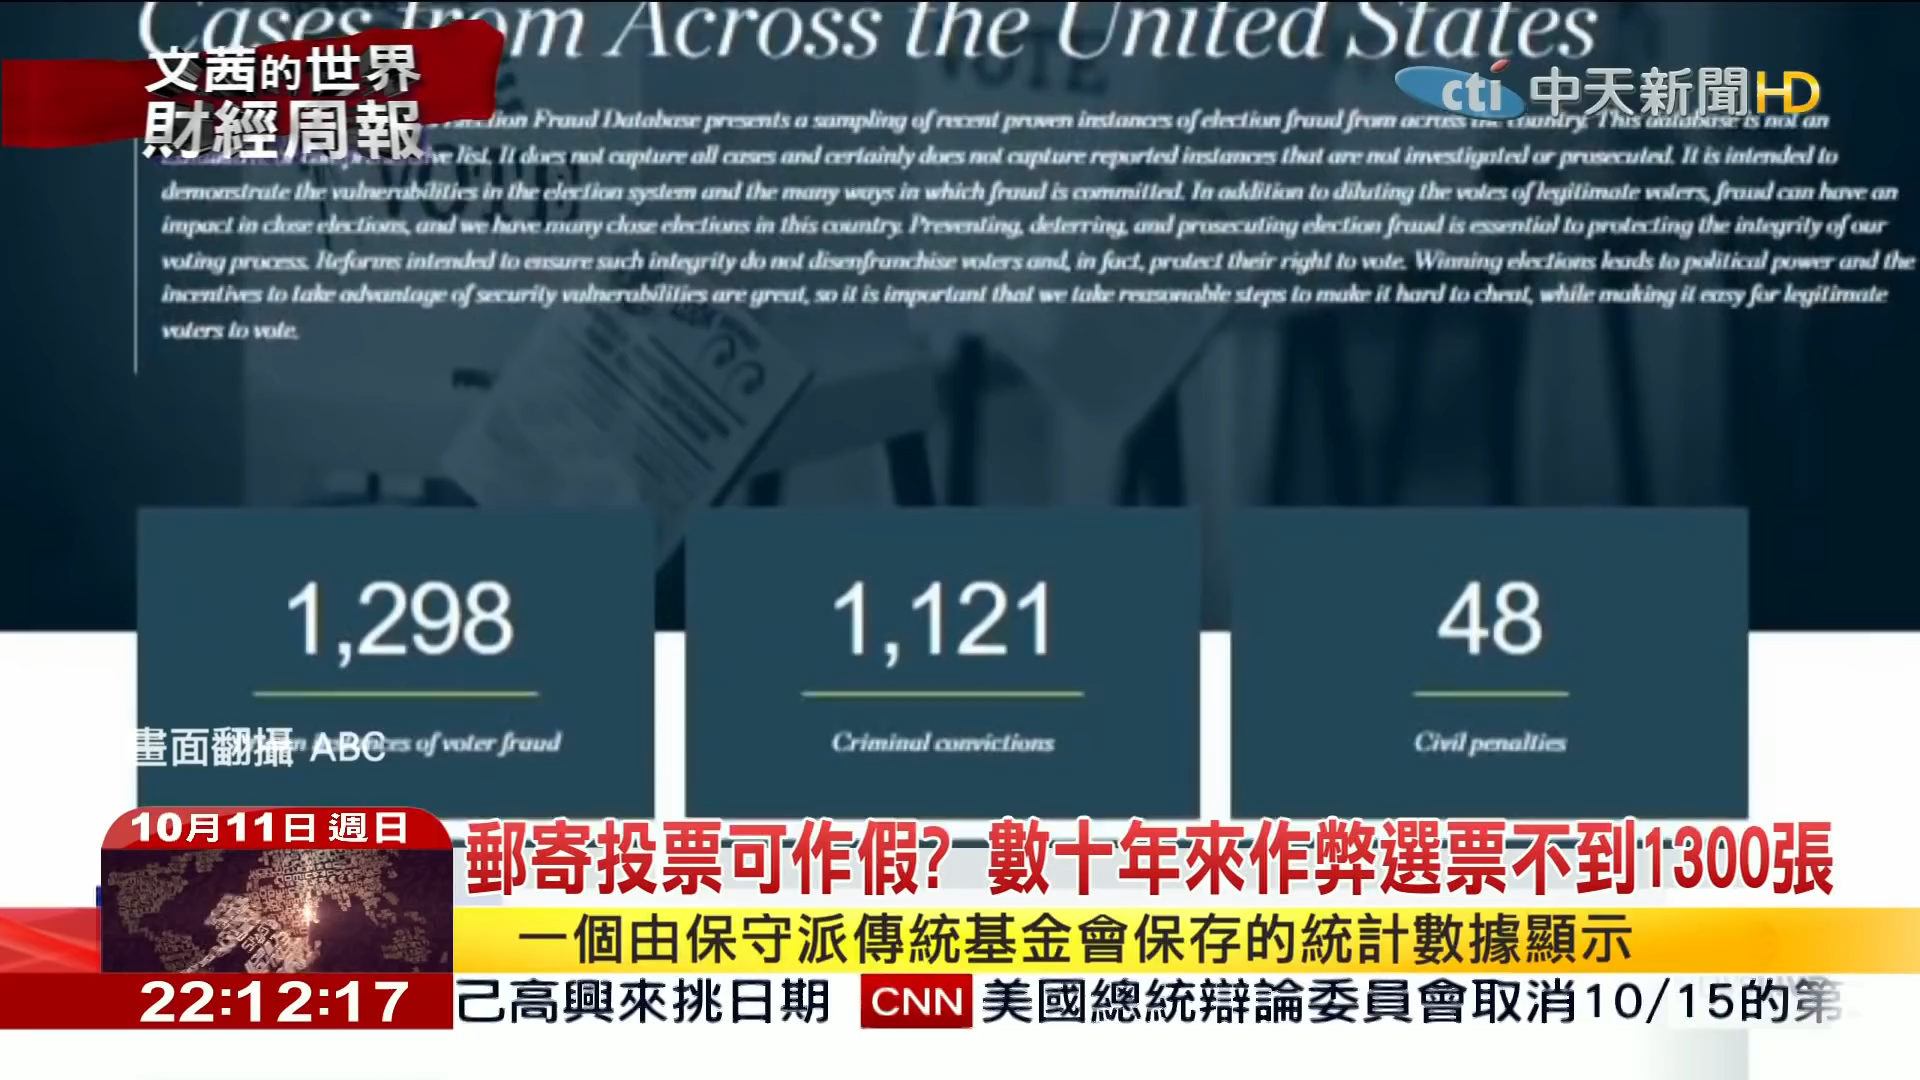 Cases from Across the United States
文茜的世界
財經周報
cti 中天新聞HD
ion Fraud Database presents a sampling of recent proven instances of election fraud from across the country. This database is not an
ve list. It does not capture all cases and certainly does not capture reported instances that are not investigated or prosecuted. It is intended to
demonstrate the vulnerabilities in the election system and the many ways in which fraud is committed. In addition to diluting the votes of legitimate voters, fraud can have an
impact in close elections, and we have many close elections in this country. Preventing, deterring, and prosecuting election fraud is essential to protecting the integrity of our
voting process. Reforms intended to ensure such integrity do not disenfranchise voters and, in fact, protect their right to vote. Winning elections leads to political power and the
incentives to take advantage of security vulnerabilities are great, so it is important that we take reasonable steps to make it hard to cheat, while making it easy for legitimate
voters to vote.
VOTE
VOTE
1,298
1,121
48
of voter fraud
Criminal convictions
Civil penalties
畫面翻攝 ABC
10月11日 週日
郵寄投票可作假? 數十年來作弊選票不到1300張
一個由保守派傳統基金會保存的統計數據顯示
22:12:17
己高興來挑日期 CNN 美國總統辯論委員會取消10/15的第